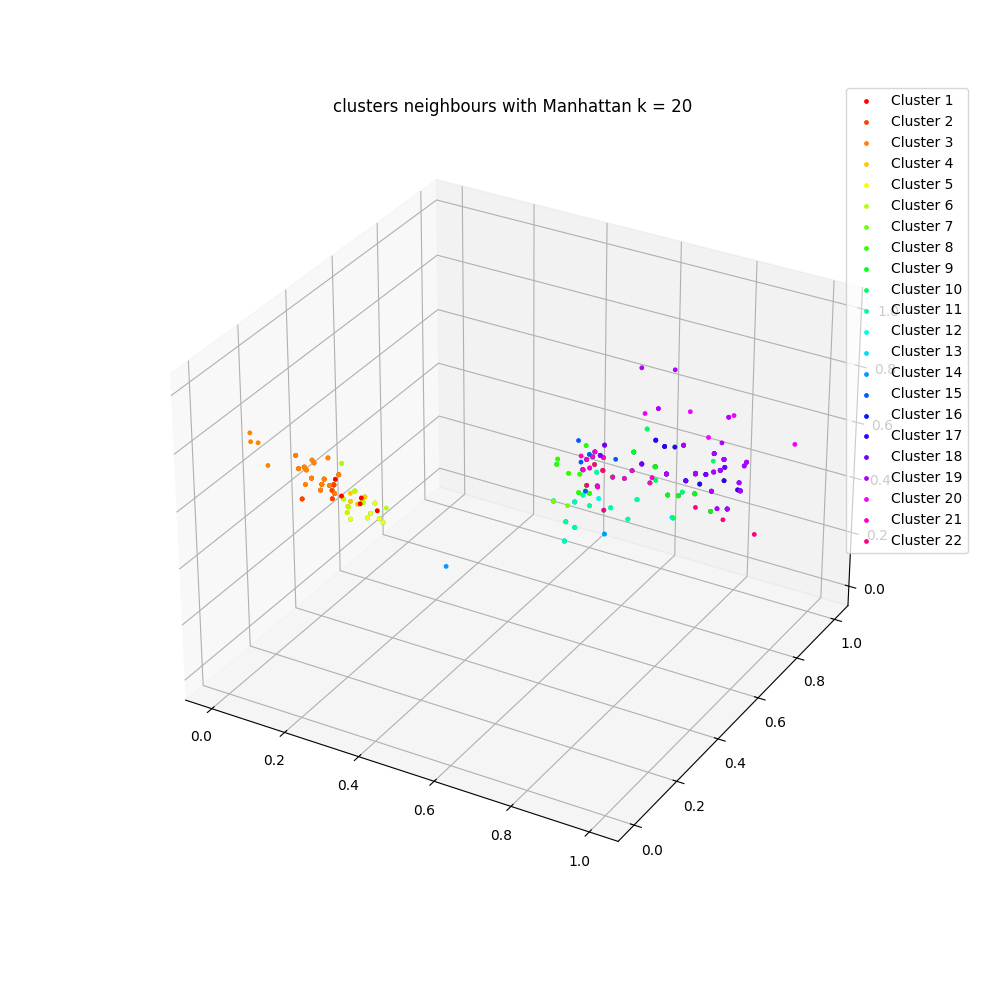 clusters neighbours with Manhattan k = 20
Cluster 1
Cluster 2
Cluster 3
Cluster 4
Cluster 5
Cluster 6
Cluster 7
Cluster 8
Cluster 9
Cluster 10
Cluster 11
Cluster 12
Cluster 13
Cluster 14
Cluster 15
Cluster 16
Cluster 17
Cluster 18
Cluster 19
Cluster 20
Cluster 21
Cluster 22
1.0
0.8
0.6
0.4
0.2
0.0
1.0
0.8
0.6
0.4
0.2
0.0
0.0
0.2
0.4
0.6
0.8
1.0